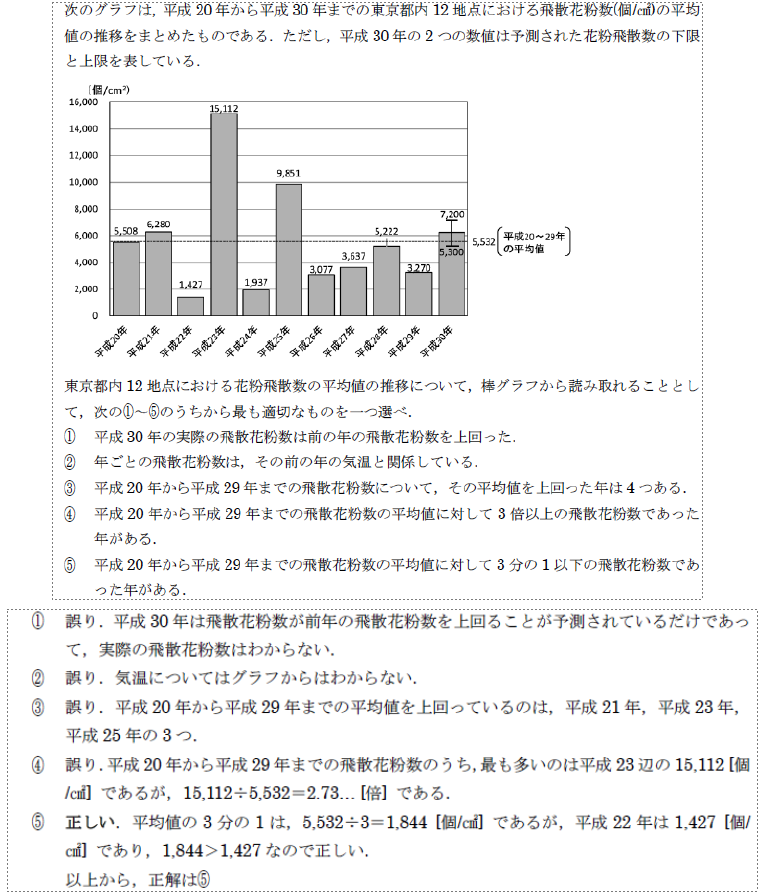 次のグラフは，平成 20 年から平成 30 年までの東京都内 12 地点における飛散花粉数(個/㎠)の平均
値の推移をまとめたものである．ただし，平成 30 年の 2 つの数値は予測された花粉飛散数の下限
と上限を表している．
(個/cm²)
16,000
14,000
12,000
10,000
8,000
6,000
4,000
2,000
0
5,508
6,280
1,427
15,112
1,937
9,851
3,077
3,637
5,222
3,270
7,200
5,300
5,532
平成20～29年
の平均値
平成20年
平成21年
平成22年
平成23年
平成24年
平成25年
平成26年
平成27年
平成28年
平成29年
平成30年
東京都内 12 地点における花粉飛散数の平均値の推移について，棒グラフから読み取れることとし
て，次の①～⑤のうちから最も適切なものを一つ選べ．
① 平成 30 年の実際の飛散花粉数は前の年の飛散花粉数を上回った．
② 年ごとの飛散花粉数は，その前の年の気温と関係している．
③ 平成 20 年から平成 29 年までの飛散花粉数について，その平均値を上回った年は 4 つある．
④ 平成 20 年から平成 29 年までの飛散花粉数の平均値に対して 3 倍以上の飛散花粉数であった
年がある．
⑤ 平成 20 年から平成 29 年までの飛散花粉数の平均値に対して 3 分の 1 以下の飛散花粉数であ
った年がある．
① 誤り．平成 30 年は飛散花粉数が前年の飛散花粉数を上回ることが予測されているだけであっ
て，実際の飛散花粉数はわからない．
② 誤り．気温についてはグラフからはわからない．
③ 誤り．平成 20 年から平成 29 年までの平均値を上回っているのは，平成 21 年，平成 23 年，
平成 25 年の 3 つ．
④ 誤り．平成 20 年から平成 29 年までの飛散花粉数のうち，最も多いのは平成 23 辺の 15,112［個
/㎠］であるが，15,112÷5,532＝2.73…［倍］である．
⑤ 正しい．平均値の 3 分の 1 は，5,532÷3＝1,844［個/㎠］であるが，平成 22 年は 1,427［個/
㎠］であり，1,844＞1,427 なので正しい．
以上から，正解は⑤